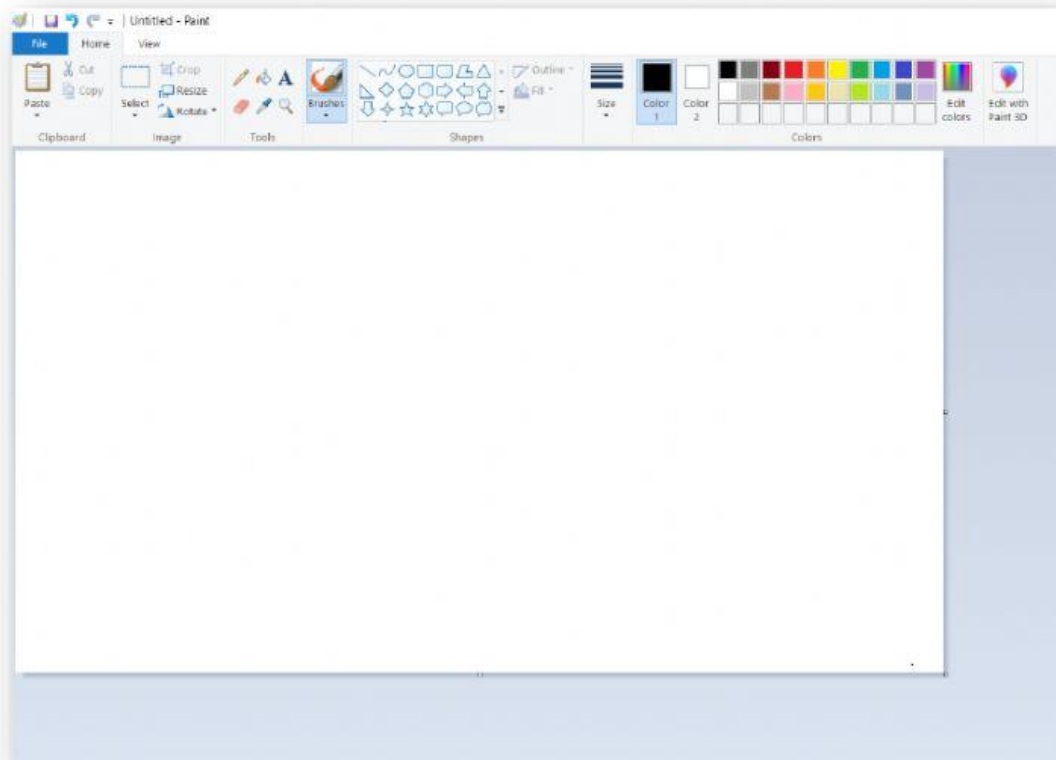 Untitled - Paint
File Home View
Cut Crop Outline
Copy Resize Fill
Paste Select Rotate A Brushes Size Color Color Edit Edit with
1 2 colors Paint 3D
Clipboard Image Tools Shapes Colors